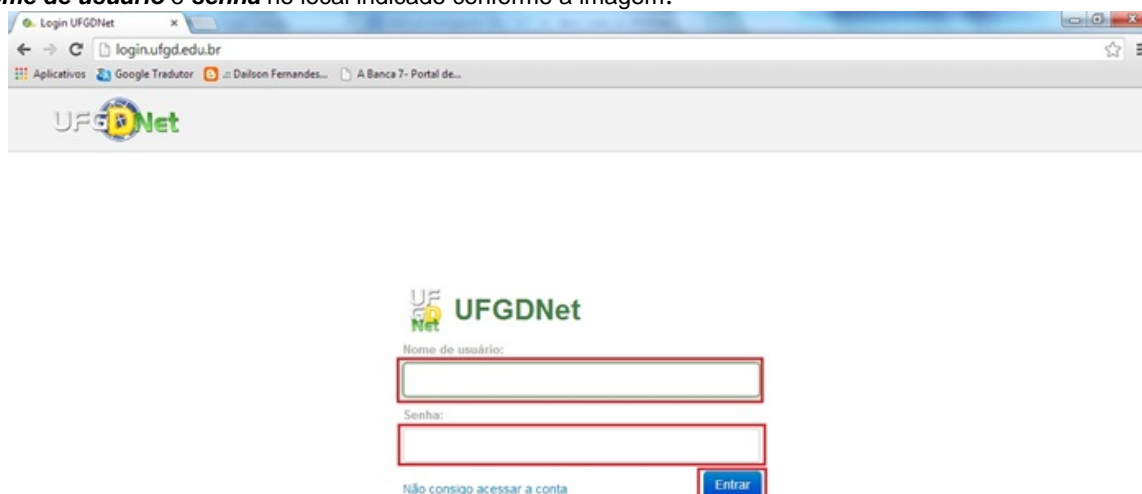 me de usuário e senha no local indicado conforme a imagem.
Login UFGDNet
login.ufgd.edu.br
Aplicativos Google Tradutor .:: Dailson Fernandes... A Banca 7- Portal de...
UFGDNet
UFGDNet UFGDNet
Nome de usuário:
Senha:
Não consigo acessar a conta Entrar